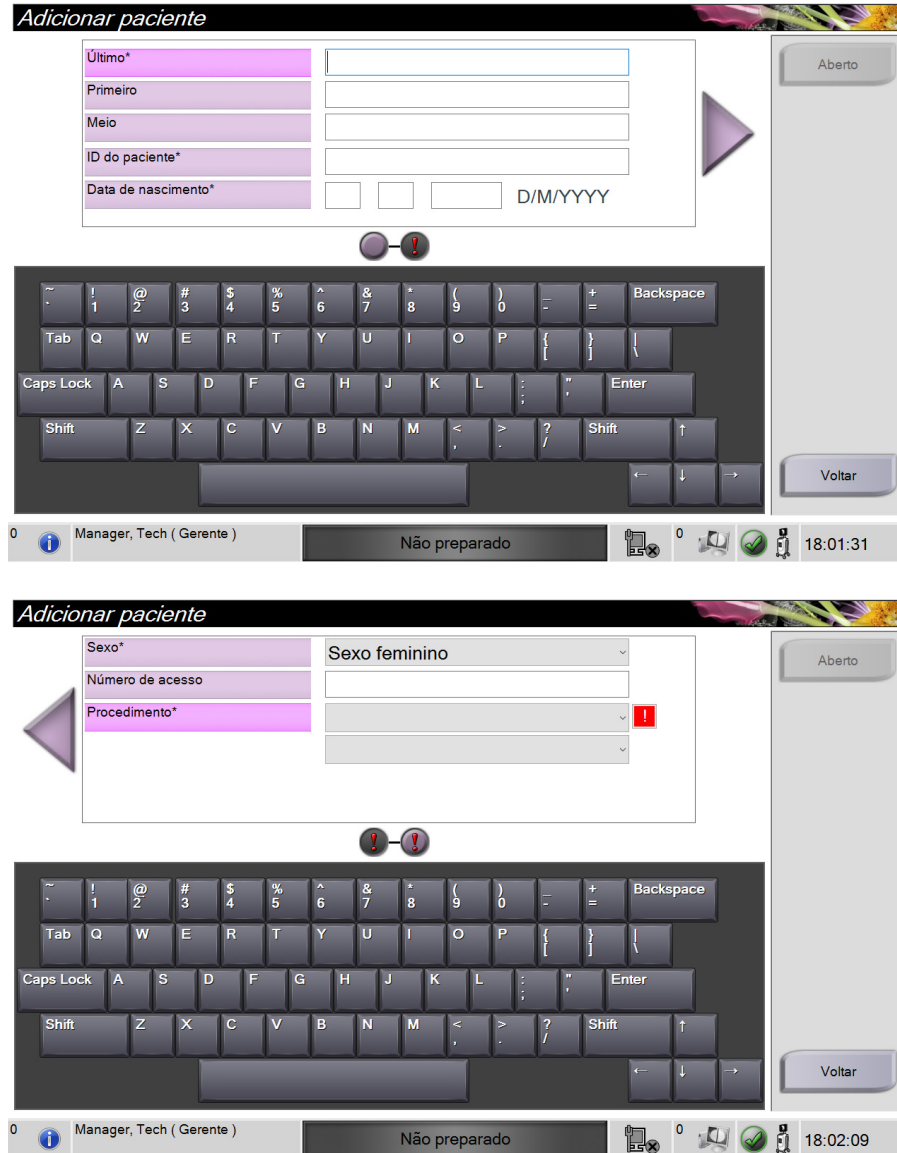 Adicionar paciente
Último*
Aberto
Primeiro
Meio
ID do paciente*
Data de nascimento* D/M/YYYY
! 
~ ! @ # $ % ^ & * ( ) _ + Backspace
` 1 2 3 4 5 6 7 8 9 0 - =
Tab Q W E R T Y U I O P { } |
[ ] \
Caps Lock A S D F G H J K L : " Enter
; '
Shift Z X C V B N M < > ? Shift ↑
, . /
← ↓ →
Voltar
0 Manager, Tech ( Gerente ) Não preparado 0 18:01:31
Adicionar paciente
Sexo* Sexo feminino
Aberto
Número de acesso
Procedimento* !
! !
~ ! @ # $ % ^ & * ( ) _ + Backspace
` 1 2 3 4 5 6 7 8 9 0 - =
Tab Q W E R T Y U I O P { } |
[ ] \
Caps Lock A S D F G H J K L : " Enter
; '
Shift Z X C V B N M < > ? Shift ↑
, . /
← ↓ →
Voltar
0 Manager, Tech ( Gerente ) Não preparado 0 18:02:09